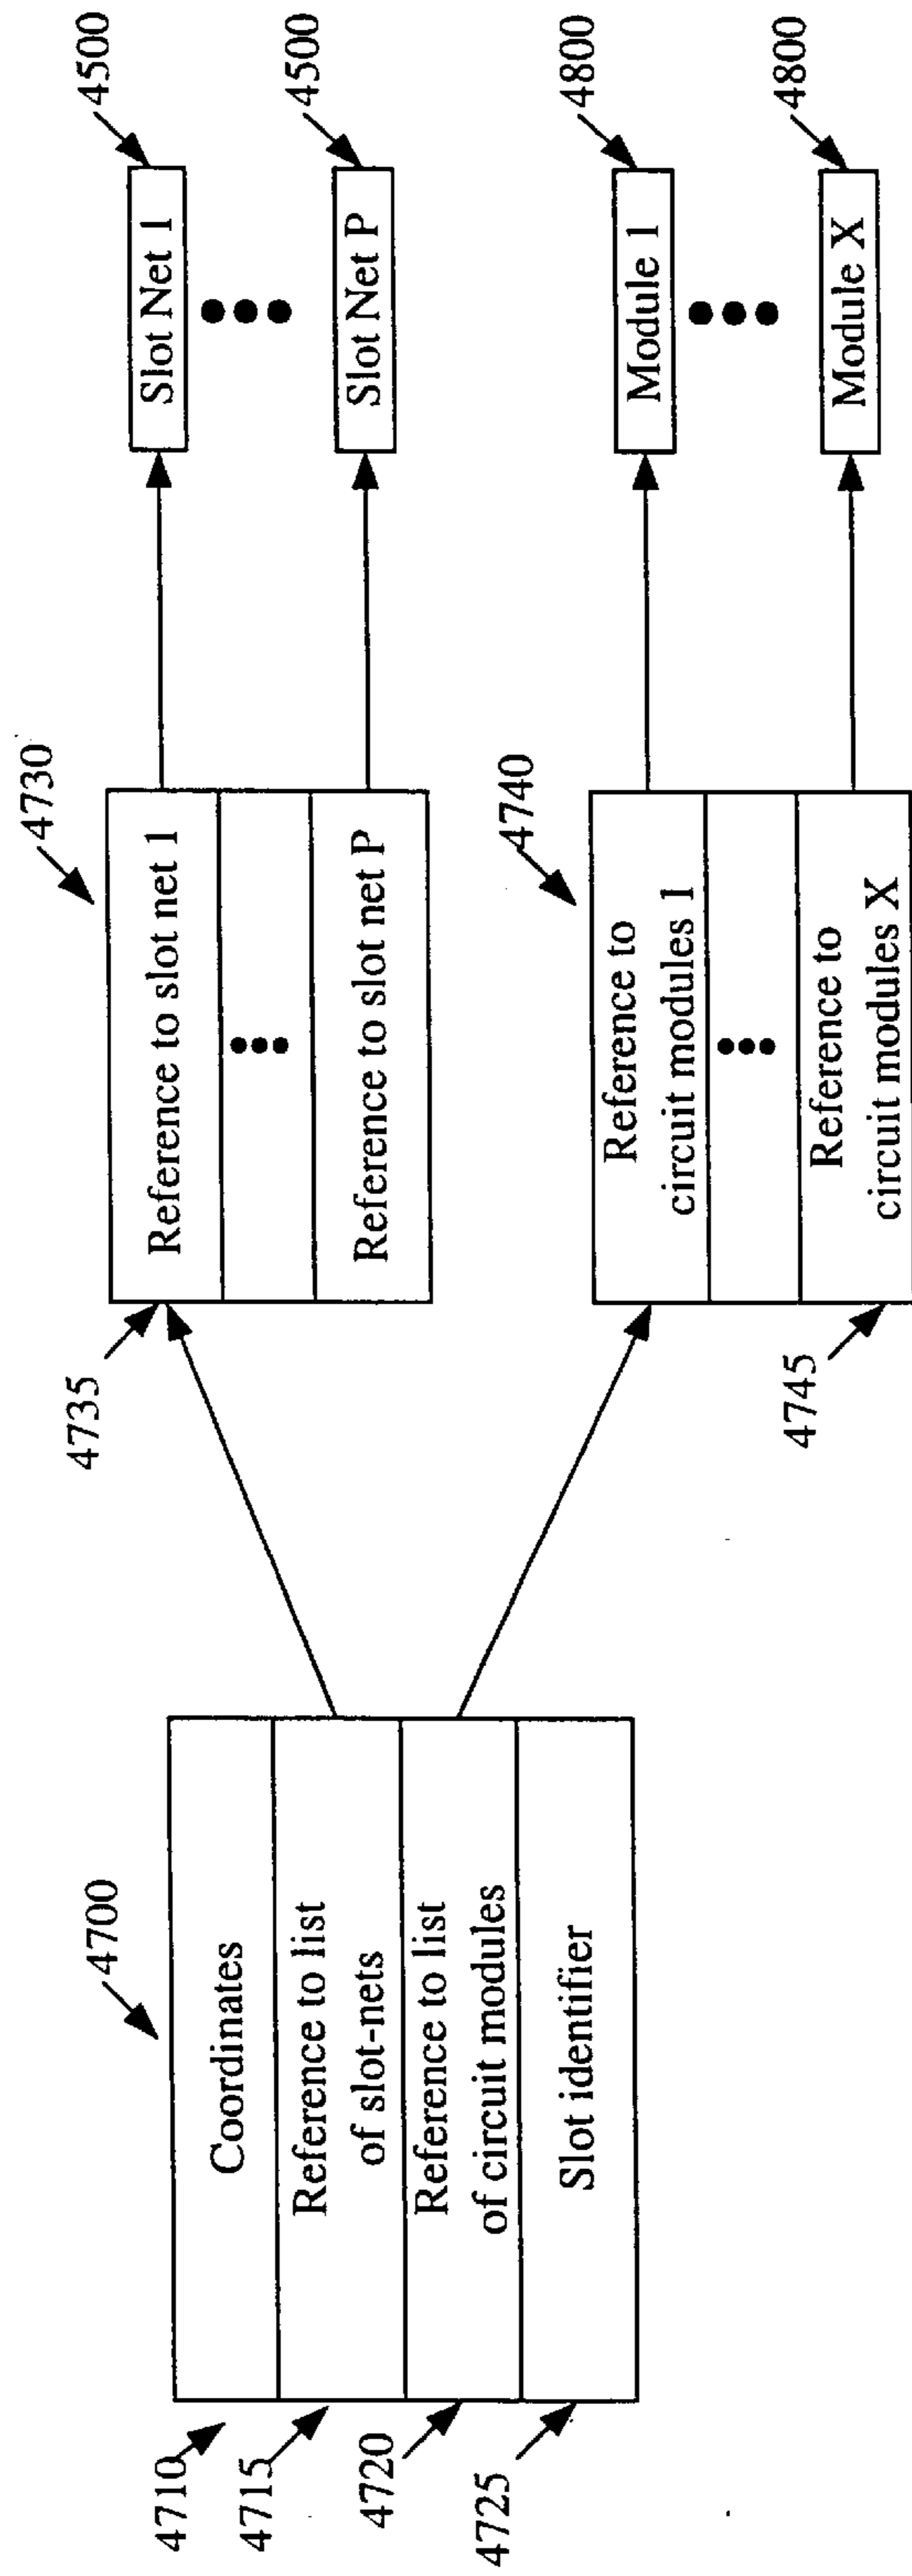 4700
4710
Coordinates
4715
Reference to list
of slot-nets
4720
Reference to list
of circuit modules
4725
Slot identifier
4730
4735
Reference to slot net 1
Reference to slot net P
4740
Reference to
circuit modules 1
Reference to
circuit modules X
4745
Slot Net 1
4500
Slot Net P
4500
Module 1
4800
Module X
4800